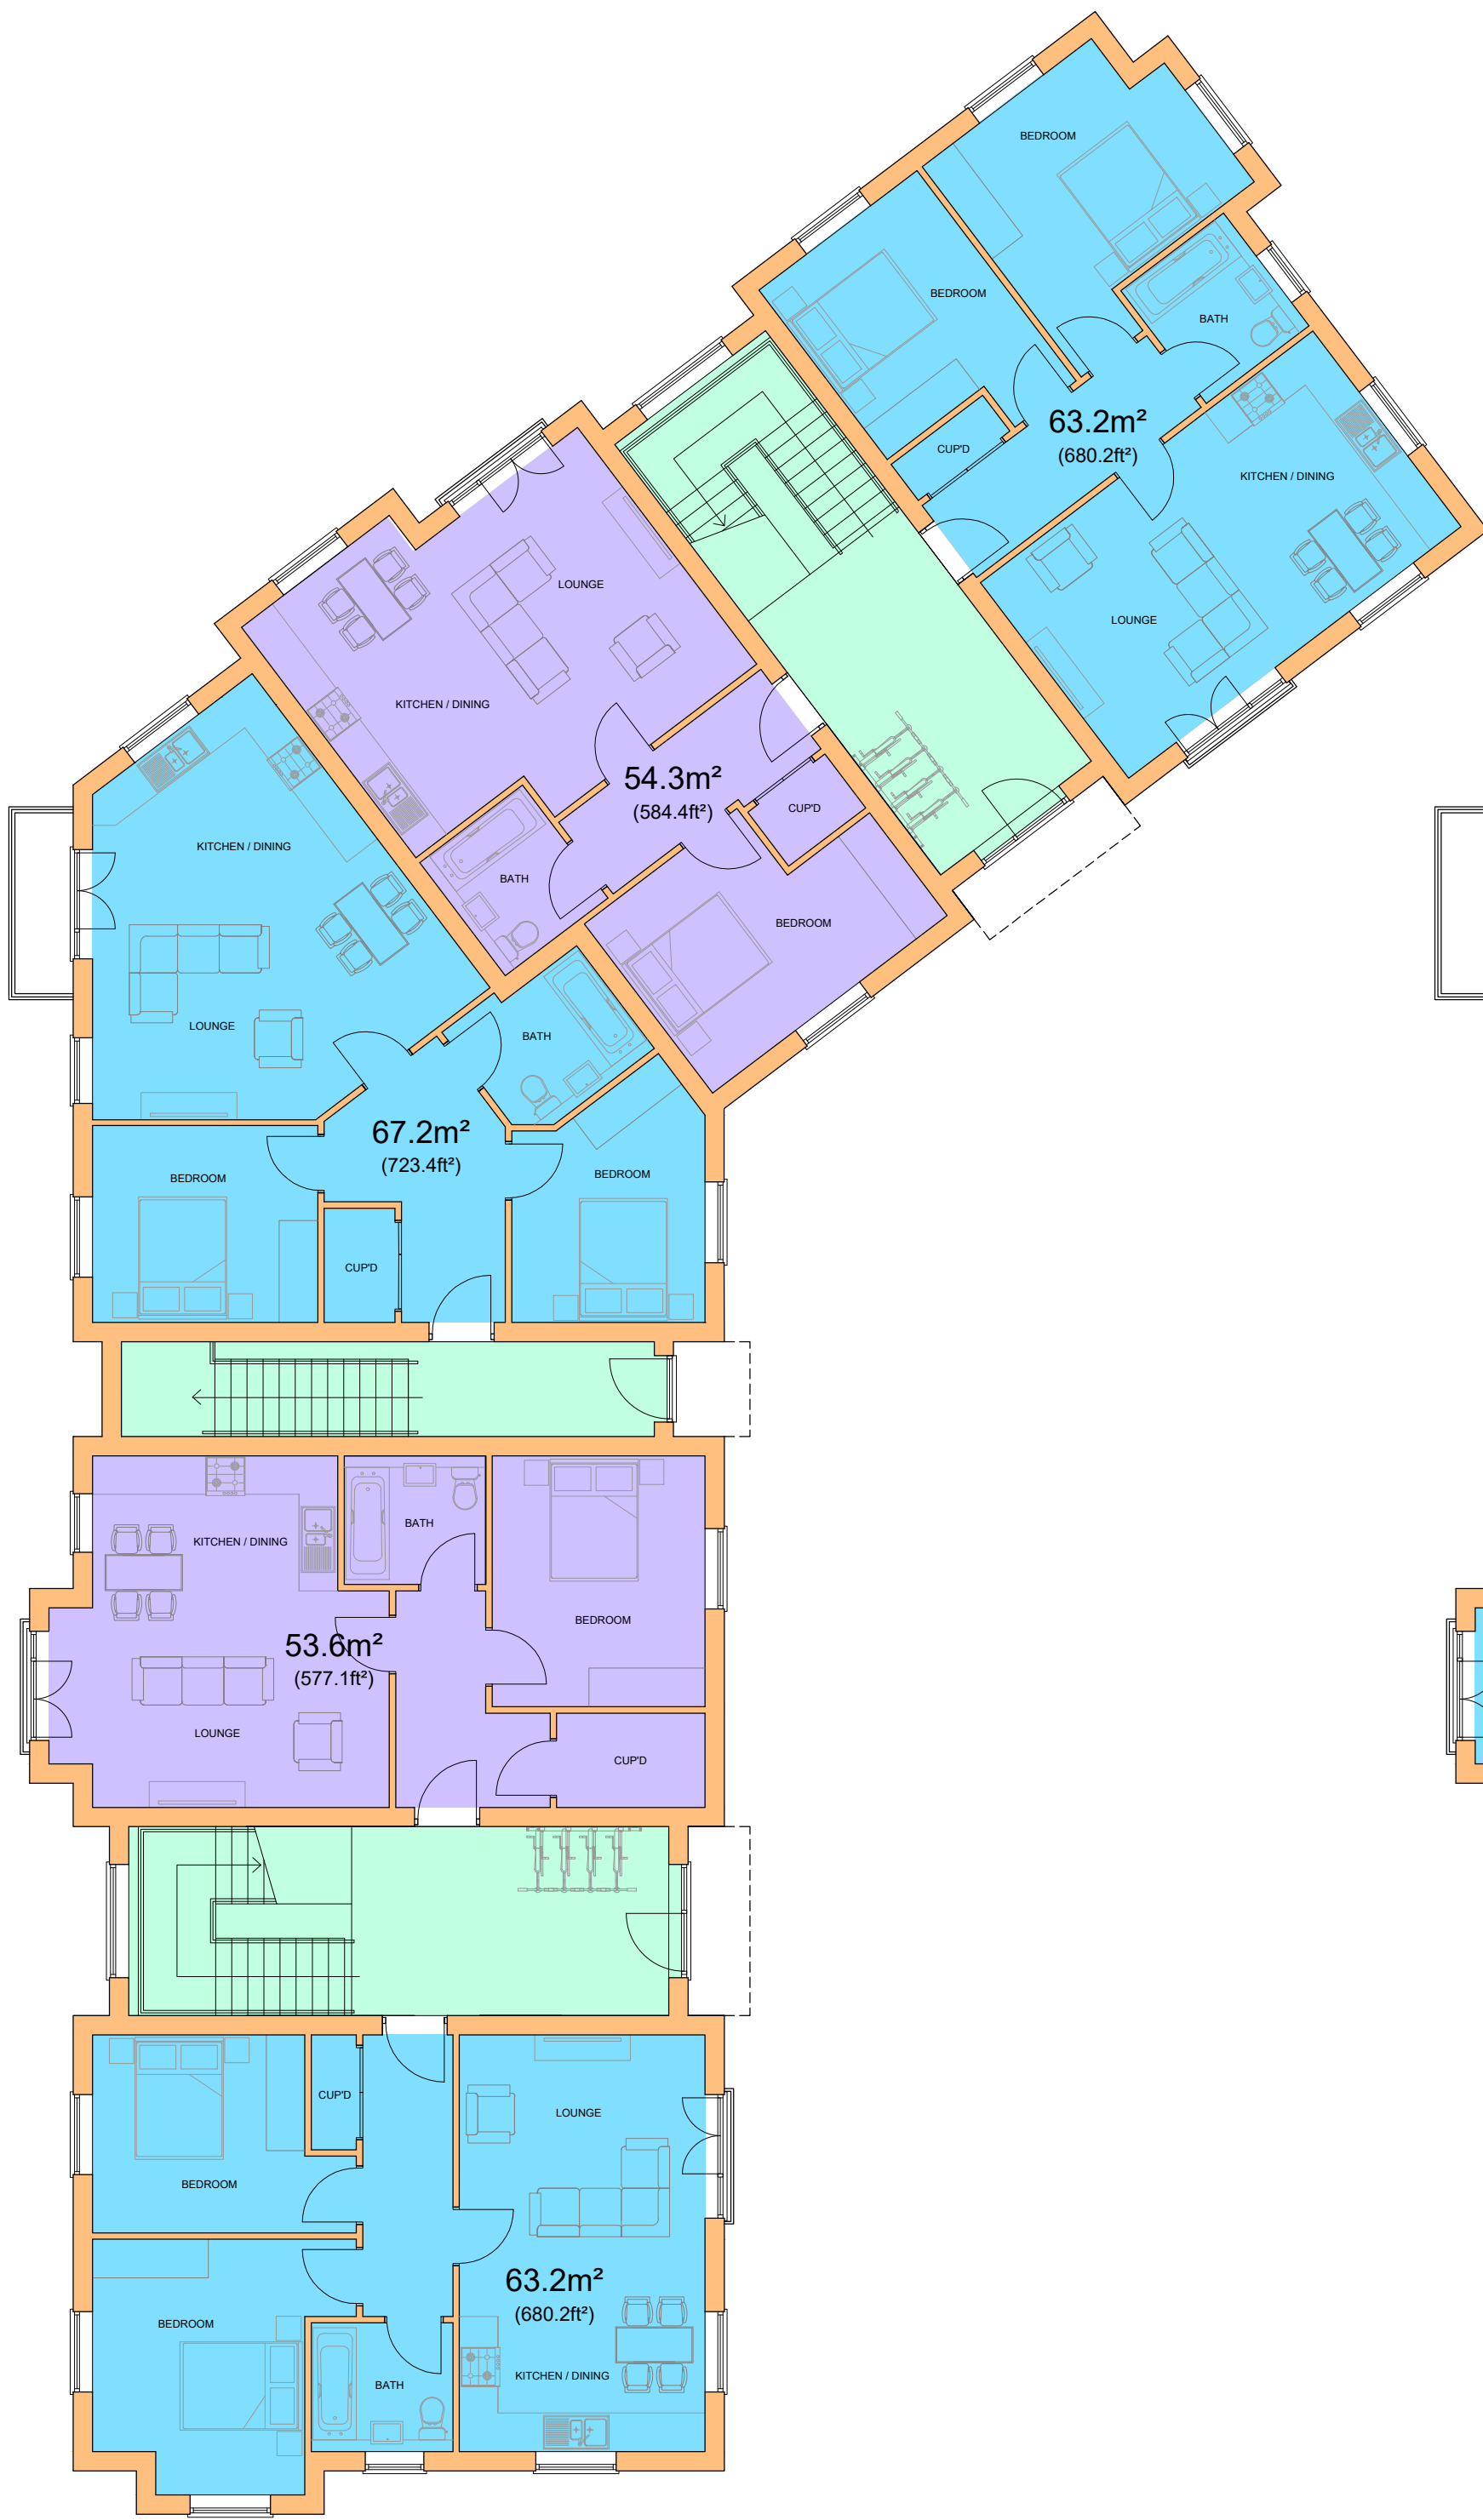 BEDROOM
BEDROOM
BATH
63.2m²
(680.2ft²)
CUP'D
KITCHEN / DINING
LOUNGE
LOUNGE
KITCHEN / DINING
54.3m²
(584.4ft²)
CUP'D
BATH
BEDROOM
KITCHEN / DINING
LOUNGE
BATH
67.2m²
(723.4ft²)
BEDROOM
BEDROOM
CUP'D
KITCHEN / DINING
BATH
BEDROOM
53.6m²
(577.1ft²)
LOUNGE
CUP'D
CUP'D
LOUNGE
BEDROOM
63.2m²
(680.2ft²)
BEDROOM
KITCHEN / DINING
BATH